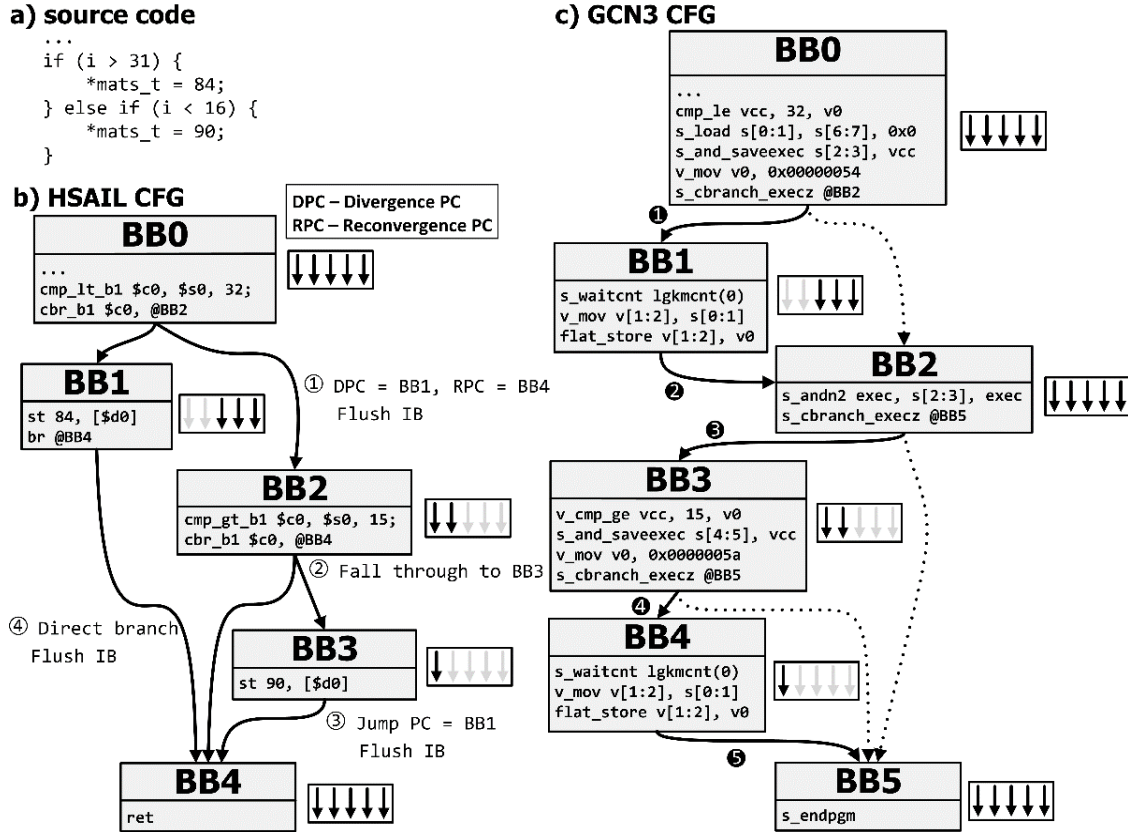 a) source code
...
if (i > 31) {
*mats_t = 84;
} else if (i < 16) {
*mats_t = 90;
}
b) HSAIL CFG
DPC – Divergence PC
RPC – Reconvergence PC
BB0
...
cmp_lt_b1 $c0, $s0, 32;
cbr_b1 $c0, @BB2
BB1
st 84, [$d0]
br @BB4
① DPC = BB1, RPC = BB4
Flush IB
BB2
cmp_gt_b1 $c0, $s0, 15;
cbr_b1 $c0, @BB4
② Fall through to BB3
④ Direct branch
Flush IB
BB3
st 90, [$d0]
③ Jump PC = BB1
Flush IB
BB4
ret
c) GCN3 CFG
BB0
...
cmp_le vcc, 32, v0
s_load s[0:1], s[6:7], 0x0
s_and_saveexec s[2:3], vcc
v_mov v0, 0x00000054
s_cbranch_execz @BB2
❶
BB1
s_waitcnt lgkmcnt(0)
v_mov v[1:2], s[0:1]
flat_store v[1:2], v0
❷
BB2
s_andn2 exec, s[2:3], exec
s_cbranch_execz @BB5
❸
BB3
v_cmp_ge vcc, 15, v0
s_and_saveexec s[4:5], vcc
v_mov v0, 0x0000005a
s_cbranch_execz @BB5
❹
BB4
s_waitcnt lgkmcnt(0)
v_mov v[1:2], s[0:1]
flat_store v[1:2], v0
❺
BB5
s_endpgm